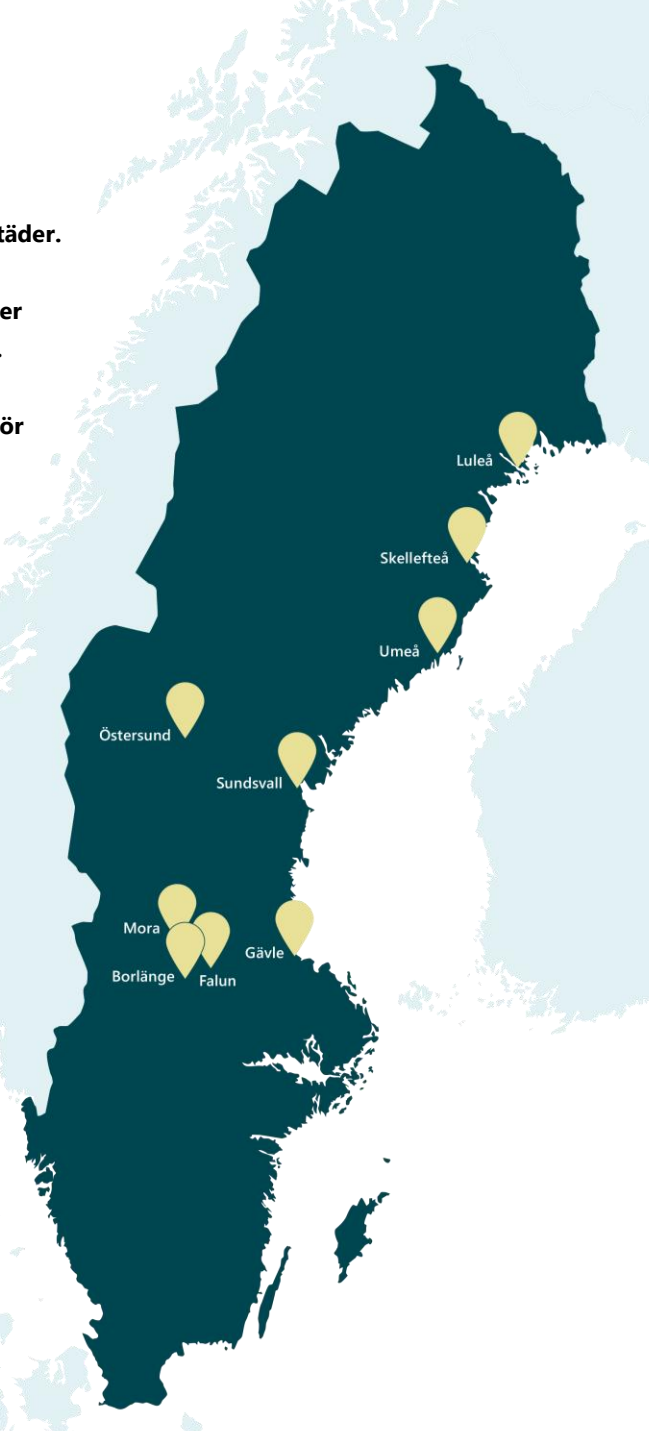 täder.
er
.
ör
Luleå
Skellefteå
Umeå
Östersund
Sundsvall
Mora
Gävle
Borlänge
Falun